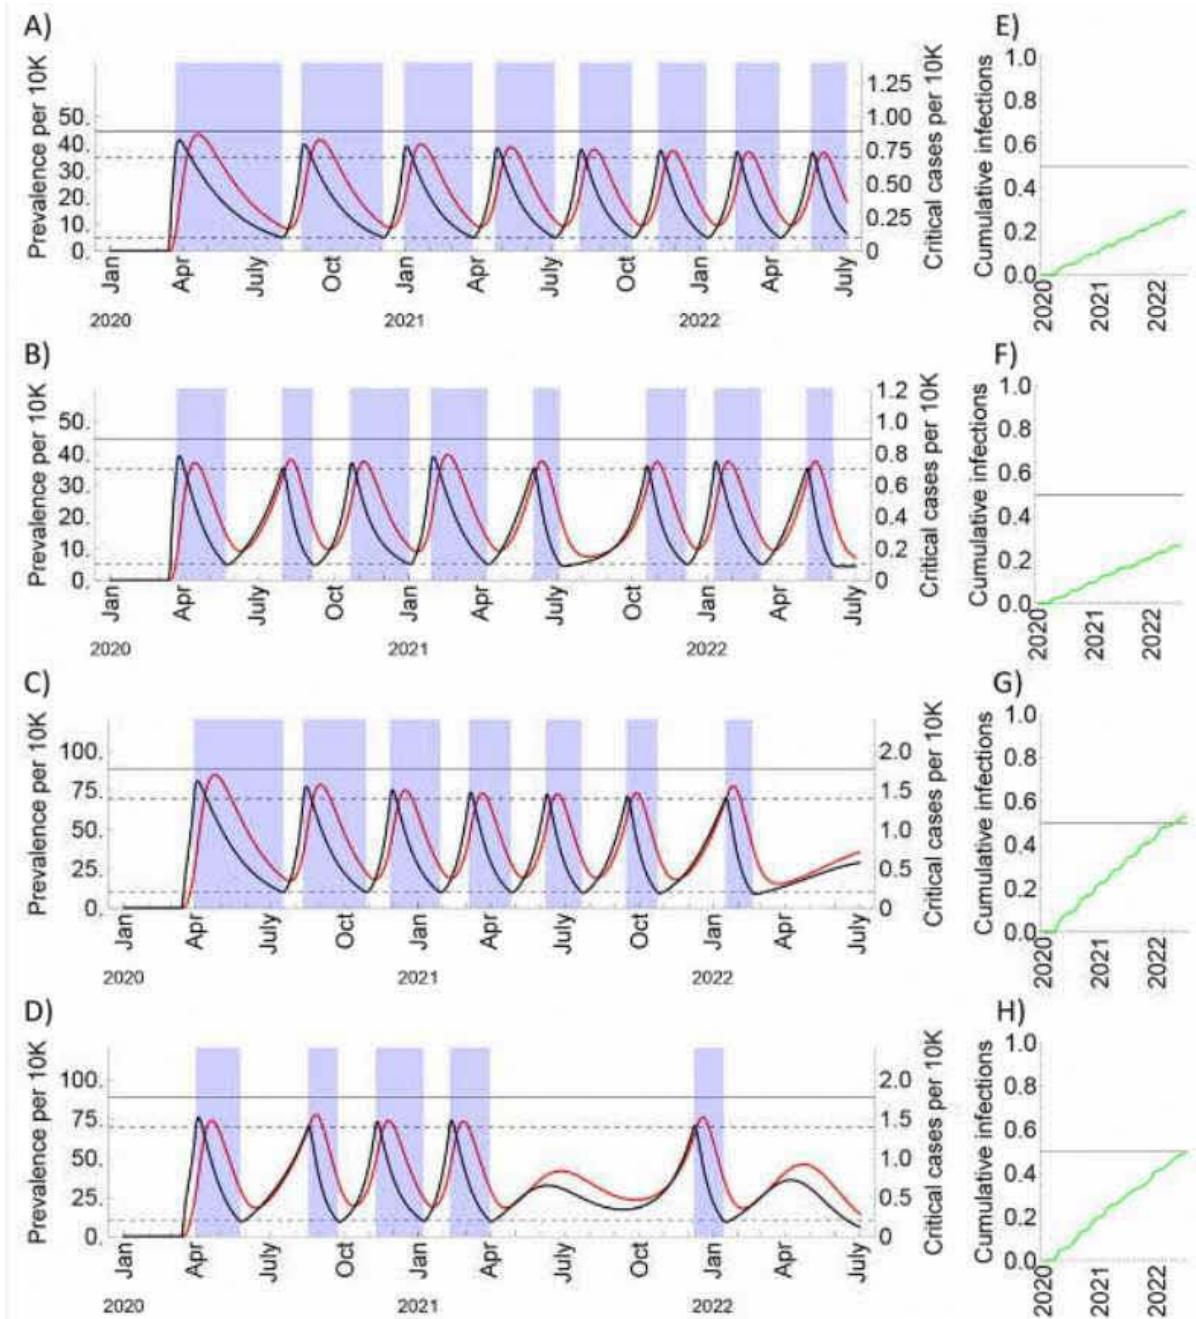 A)
Prevalence per 10K
50.
40.
30.
20.
10.
0.
Jan
Apr
July
Oct
Jan
Apr
July
Oct
Jan
Apr
July
2020
2021
2022
1.25
1.00
0.75
0.50
0.25
0
Critical cases per 10K
E)
Cumulative infections
1.0
0.8
0.6
0.4
0.2
0.0
2020
2021
2022
B)
Prevalence per 10K
50.
40.
30.
20.
10.
0.
Jan
Apr
July
Oct
Jan
Apr
July
Oct
Jan
Apr
July
2020
2021
2022
1.2
1.0
0.8
0.6
0.4
0.2
0
Critical cases per 10K
F)
Cumulative infections
1.0
0.8
0.6
0.4
0.2
0.0
2020
2021
2022
C)
Prevalence per 10K
100.
75.
50.
25.
0.
Jan
Apr
July
Oct
Jan
Apr
July
Oct
Jan
Apr
July
2020
2021
2022
2.0
1.5
1.0
0.5
0
Critical cases per 10K
G)
Cumulative infections
1.0
0.8
0.6
0.4
0.2
0.0
2020
2021
2022
D)
Prevalence per 10K
100.
75.
50.
25.
0.
Jan
Apr
July
Oct
Jan
Apr
July
Oct
Jan
Apr
July
2020
2021
2022
2.0
1.5
1.0
0.5
0
Critical cases per 10K
H)
Cumulative infections
1.0
0.8
0.6
0.4
0.2
0.0
2020
2021
2022